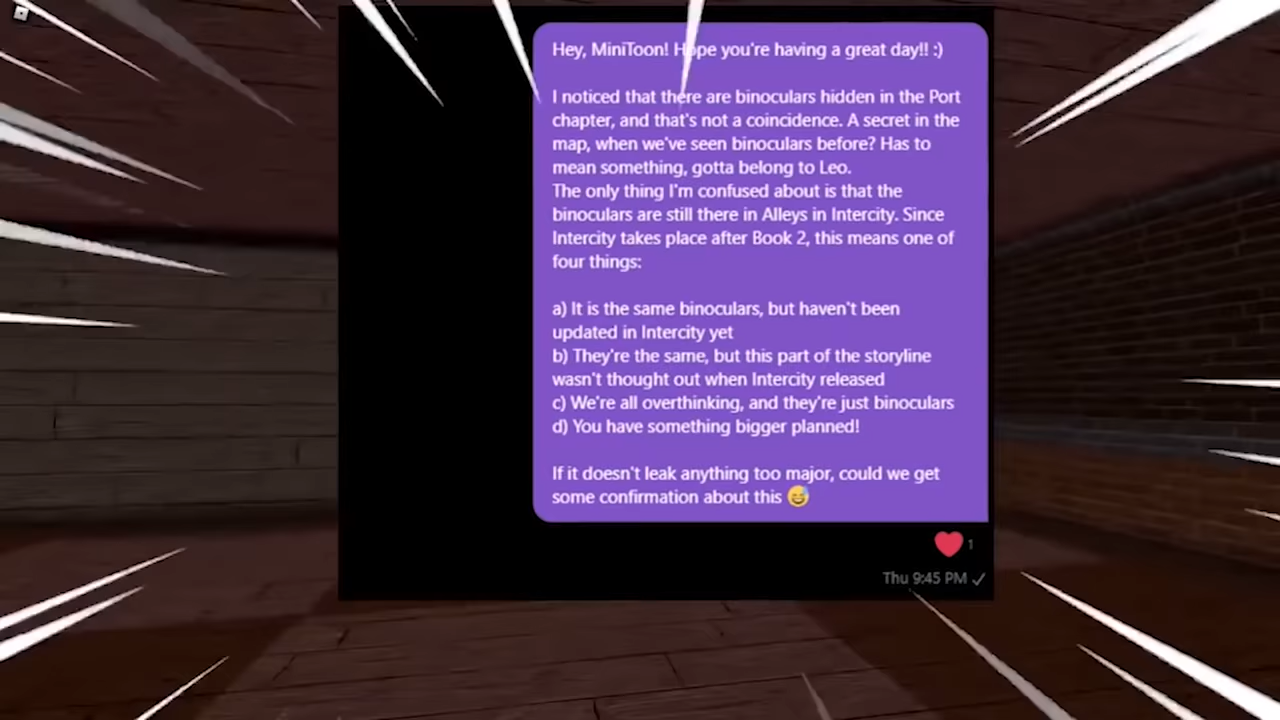 Hey, MiniToon! Hope you're having a great day!! :)
I noticed that there are binoculars hidden in the Port
chapter, and that's not a coincidence. A secret in the
map, when we've seen binoculars before? Has to
mean something, gotta belong to Leo.
The only thing I'm confused about is that the
binoculars are still there in Alleys in Intercity. Since
Intercity takes place after Book 2, this means one of
four things:
a) It is the same binoculars, but haven't been
updated in Intercity yet
b) They're the same, but this part of the storyline
wasn't thought out when Intercity released
c) We're all overthinking, and they're just binoculars
d) You have something bigger planned!
If it doesn't leak anything too major, could we get
some confirmation about this 😅
❤️ 1
Thu 9:45 PM ✓